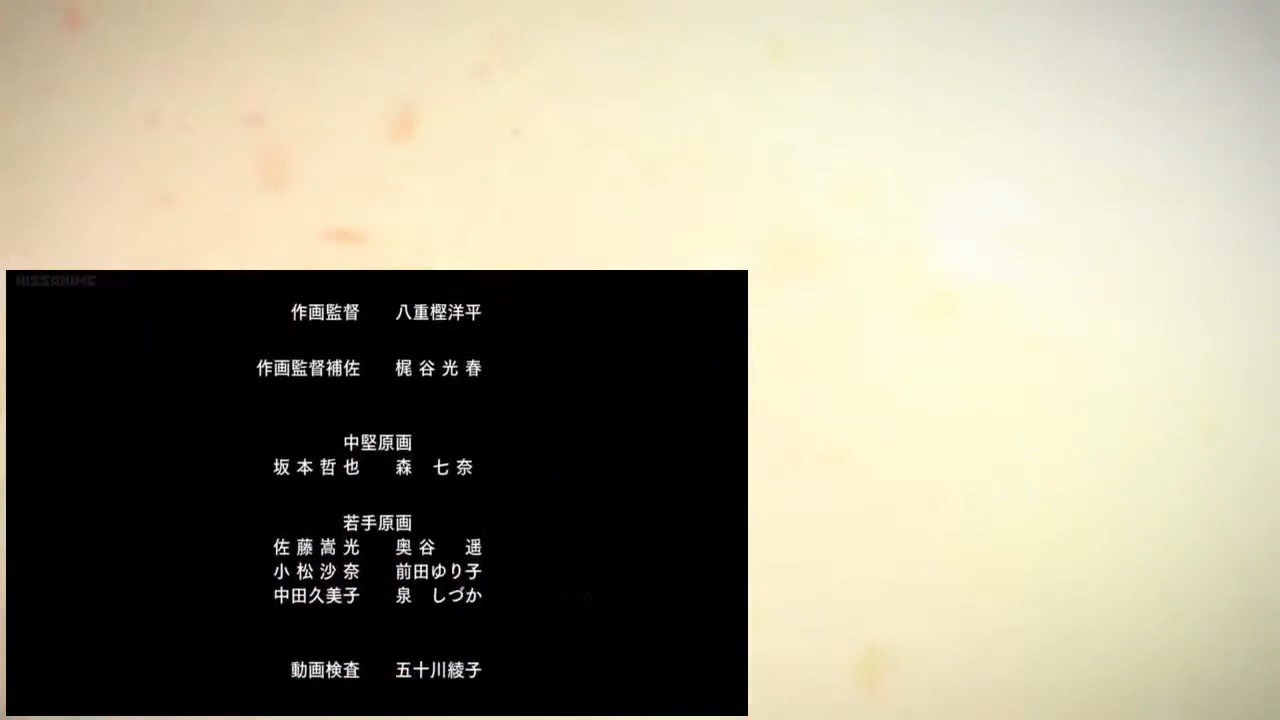 KISSANIME
作画監督 八重樫洋平
作画監督補佐 梶谷光春
中堅原画
坂本哲也 森 七奈
若手原画
佐藤嵩光 奥谷 遥
小松沙奈 前田ゆり子
中田久美子 泉 しづか
動画検査 五十川綾子